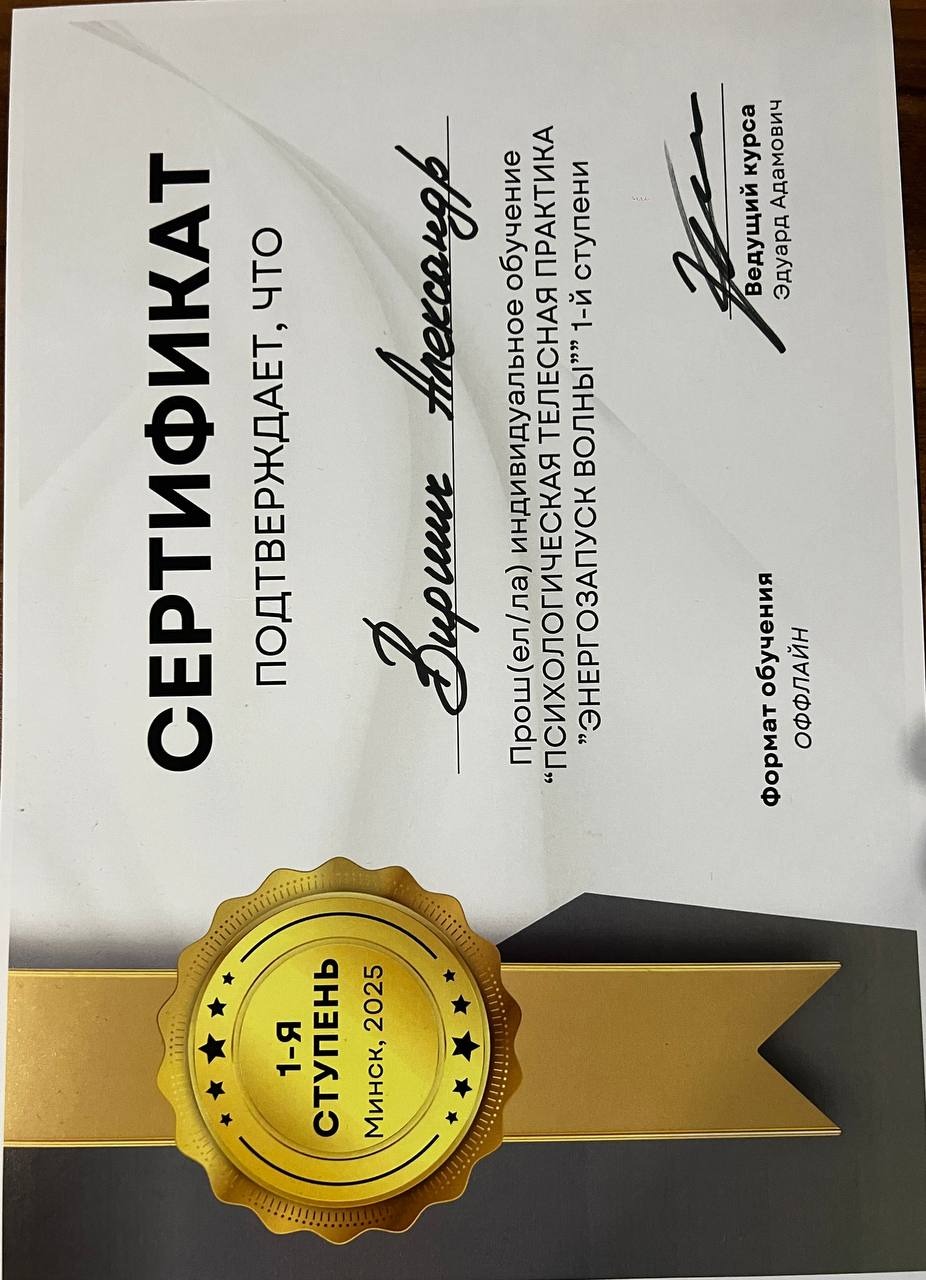 СЕРТИФИКАТ
ПОДТВЕРЖДАЕТ, ЧТО
Вириик Александр
Прош(ел/ла) индивидуальное обучение
“ПСИХОЛОГИЧЕСКАЯ ТЕЛЕСНАЯ ПРАКТИКА
”ЭНЕРГОЗАПУСК ВОЛНЫ”” 1-й ступени
1-Я
СТУПЕНЬ
Минск, 2025
Формат обучения
ОФФЛАЙН
Ведущий курса
Эдуард Адамович